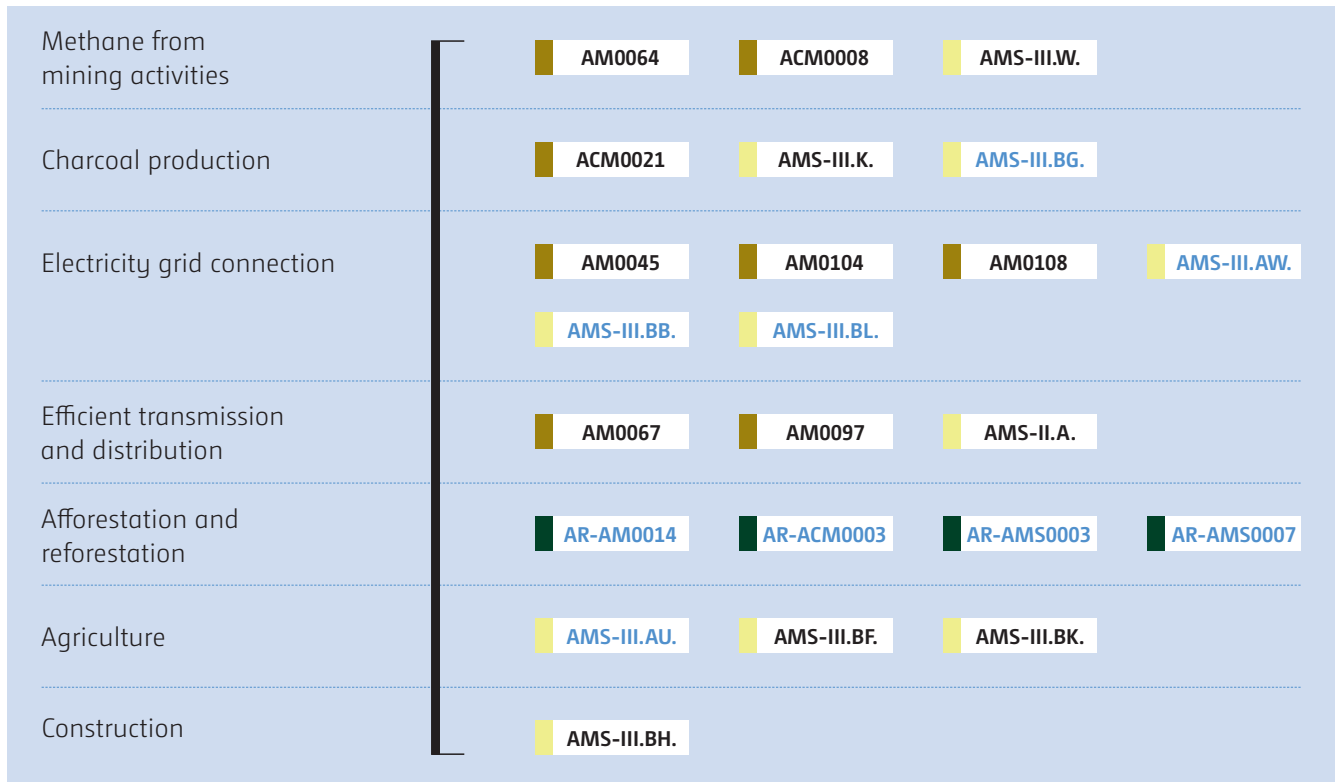 Methane from
mining activities
AM0064 ACM0008 AMS-III.W.
Charcoal production
ACM0021 AMS-III.K. AMS-III.BG.
Electricity grid connection
AM0045 AM0104 AM0108 AMS-III.AW.
AMS-III.BB. AMS-III.BL.
Efficient transmission
and distribution
AM0067 AM0097 AMS-II.A.
Afforestation and
reforestation
AR-AM0014 AR-ACM0003 AR-AMS0003 AR-AMS0007
Agriculture
AMS-III.AU. AMS-III.BF. AMS-III.BK.
Construction
AMS-III.BH.